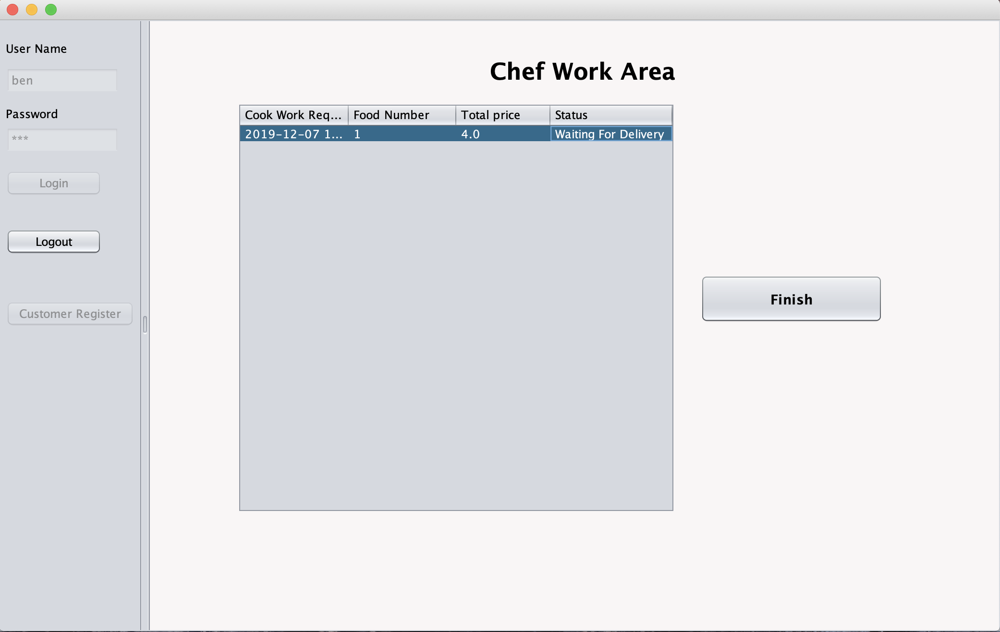 User Name
ben
Password
***
Login
Logout
Customer Register
Chef Work Area
Cook Work Req... Food Number Total price Status
2019-12-07 1... 1 4.0 Waiting For Delivery
Finish